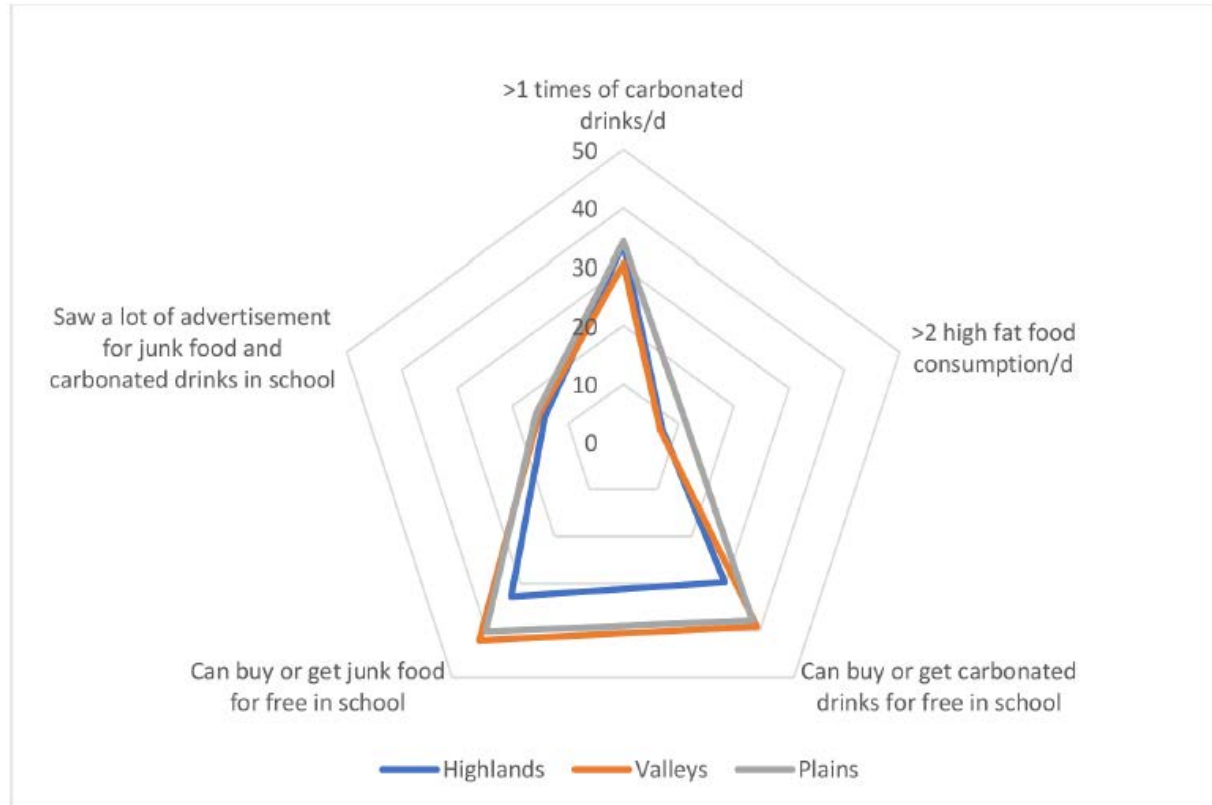 >1 times of carbonated
drinks/d
50
40
30
20
10
0
>2 high fat food
consumption/d
Saw a lot of advertisement
for junk food and
carbonated drinks in school
Can buy or get junk food
for free in school
Can buy or get carbonated
drinks for free in school
Highlands Valleys Plains